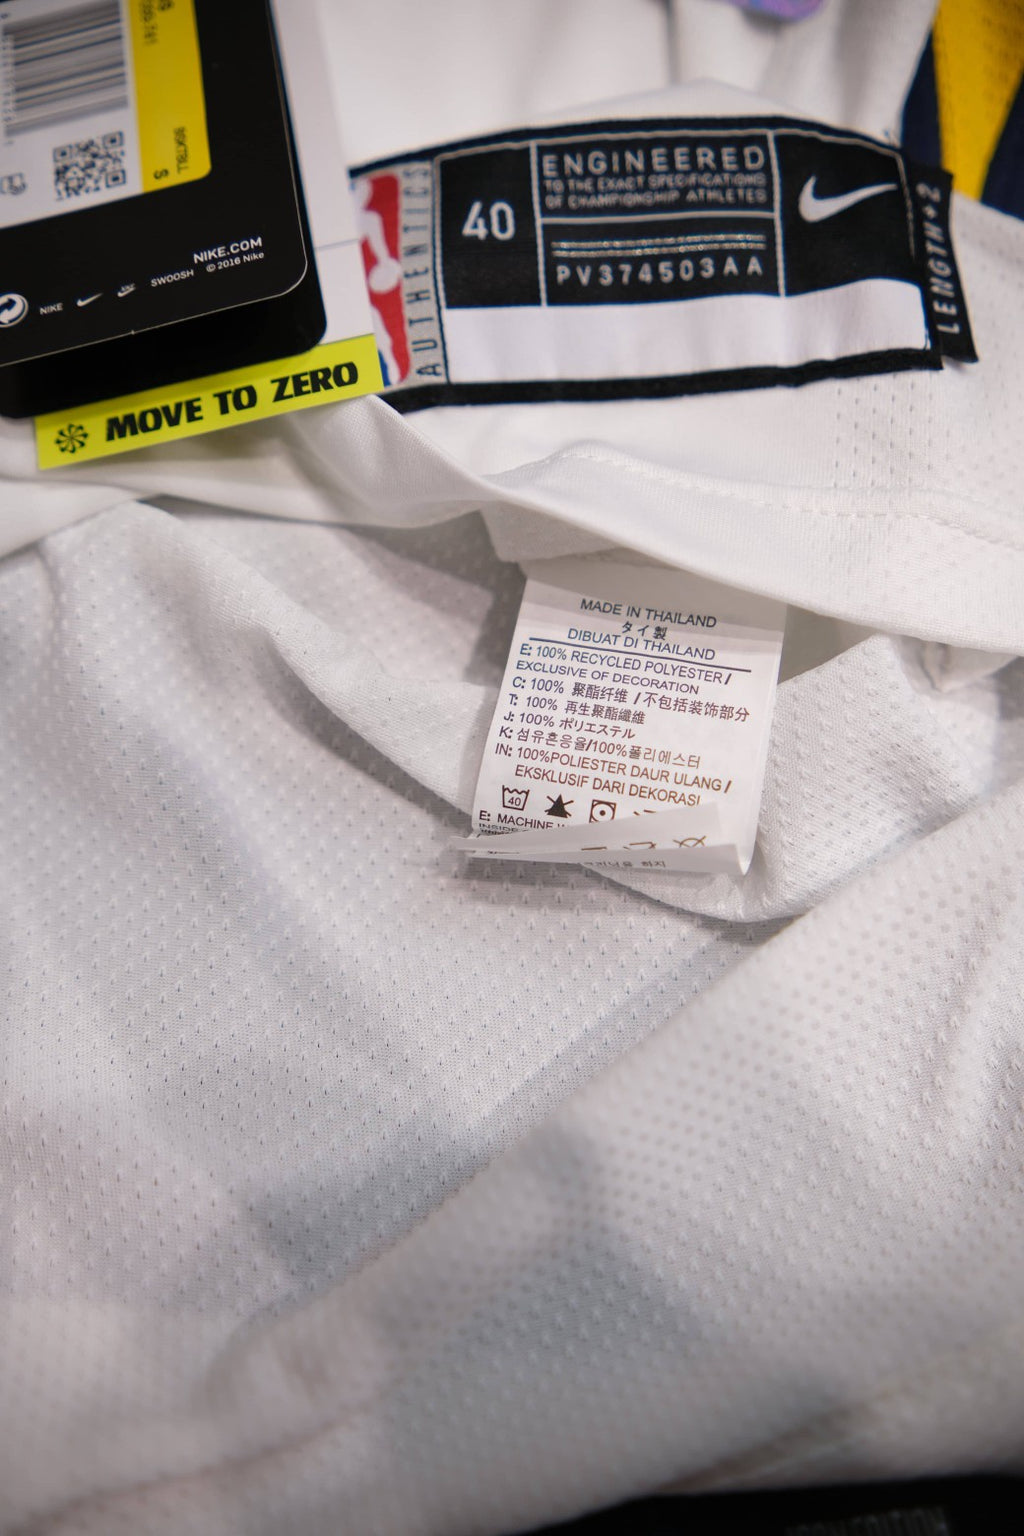 S
NIKE.COM
© 2016 Nike
NIKE
SWOOSH
MOVE TO ZERO
AUTHENTICS
40
ENGINEERED
TO THE EXACT SPECIFICATIONS
OF CHAMPIONSHIP ATHLETES
PV374503AA
LENGTH+2
MADE IN THAILAND
タイ製
DIBUAT DI THAILAND
E: 100% RECYCLED POLYESTER /
EXCLUSIVE OF DECORATION
C: 100% 聚酯纤维 / 不包括装饰部分
T: 100% 再生聚酯纖維
J: 100% ポリエステル
K: 섬유혼용율/100%폴리에스터
IN: 100%POLIESTER DAUR ULANG /
EKSKLUSIF DARI DEKORASI
40
E: MACHINE
INSIDE
하지